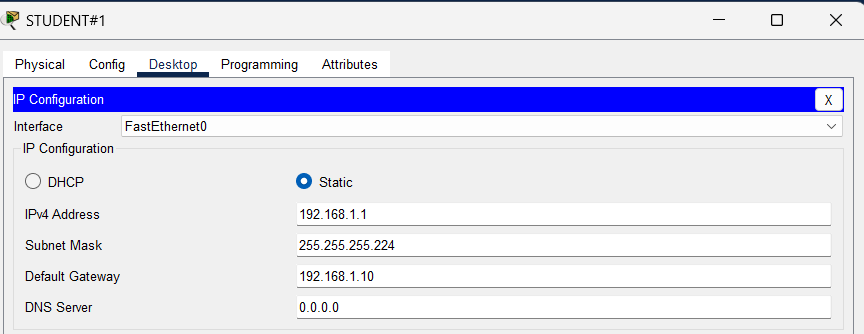 STUDENT#1
Physical Config Desktop Programming Attributes
IP Configuration X
Interface FastEthernet0
IP Configuration
DHCP Static
IPv4 Address 192.168.1.1
Subnet Mask 255.255.255.224
Default Gateway 192.168.1.10
DNS Server 0.0.0.0